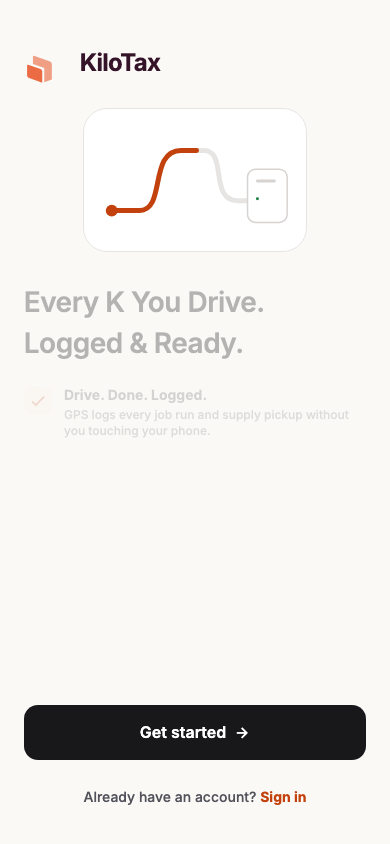 KiloTax
Every K You Drive.
Logged & Ready.
Drive. Done. Logged.
GPS logs every job run and supply pickup without
you touching your phone.
Get started →
Already have an account? Sign in